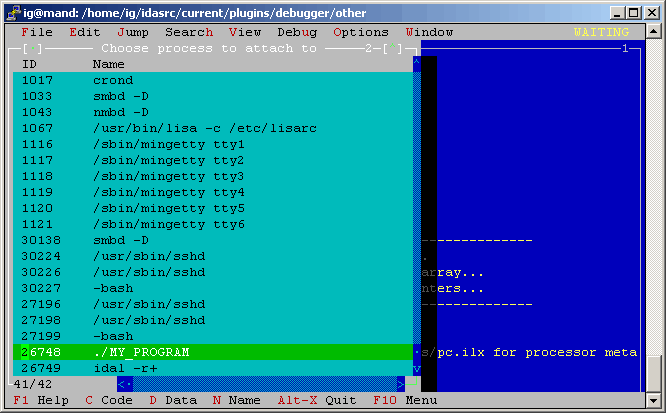 ig@mand: /home/ig/idasrc/current/plugins/debugger/other
File Edit Jump Search View Debug Options Window WAITING
Choose process to attach to 2 1
ID Name
1017 crond
1033 smbd -D
1043 nmbd -D
1067 /usr/bin/lisa -c /etc/lisarc
1116 /sbin/mingetty tty1
1117 /sbin/mingetty tty2
1118 /sbin/mingetty tty3
1119 /sbin/mingetty tty4
1120 /sbin/mingetty tty5
1121 /sbin/mingetty tty6
30138 smbd -D
30224 /usr/sbin/sshd
30226 /usr/sbin/sshd array...
30227 -bash nters...
27196 /usr/sbin/sshd
27198 /usr/sbin/sshd
27199 -bash
26748 ./MY_PROGRAM s/pc.ilx for processor meta
26749 idal -r+
41/42
F1 Help C Code D Data N Name Alt-X Quit F10 Menu